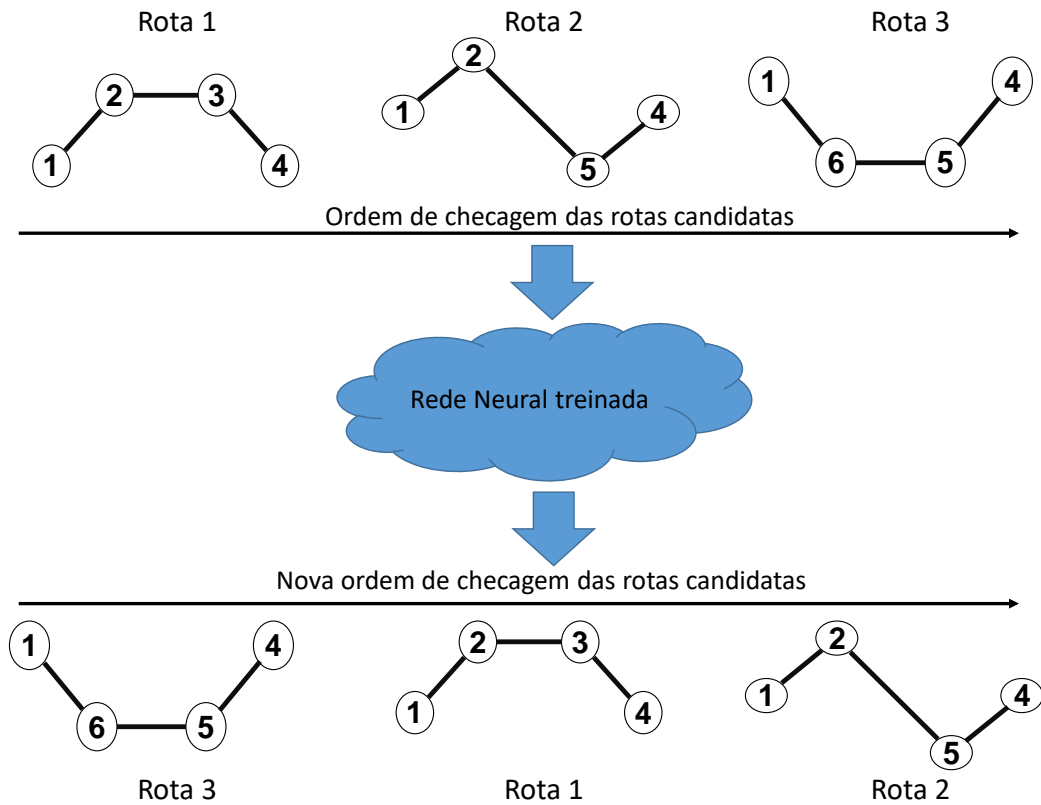 Rota 1
Rota 2
Rota 3
1 2 3 4
1 2 5 4
1 6 5 4
Ordem de checagem das rotas candidatas
Rede Neural treinada
Nova ordem de checagem das rotas candidatas
1 6 5 4
1 2 3 4
1 2 5 4
Rota 3
Rota 1
Rota 2